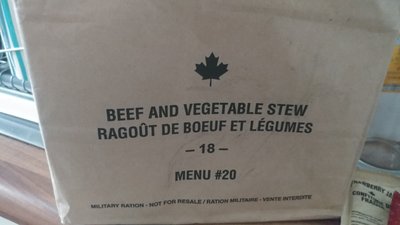 BEEF AND VEGETABLE STEW
RAGOÛT DE BOEUF ET LÉGUMES
– 18 –
MENU #20
MILITARY RATION - NOT FOR RESALE / RATION MILITAIRE - VENTE INTERDITE